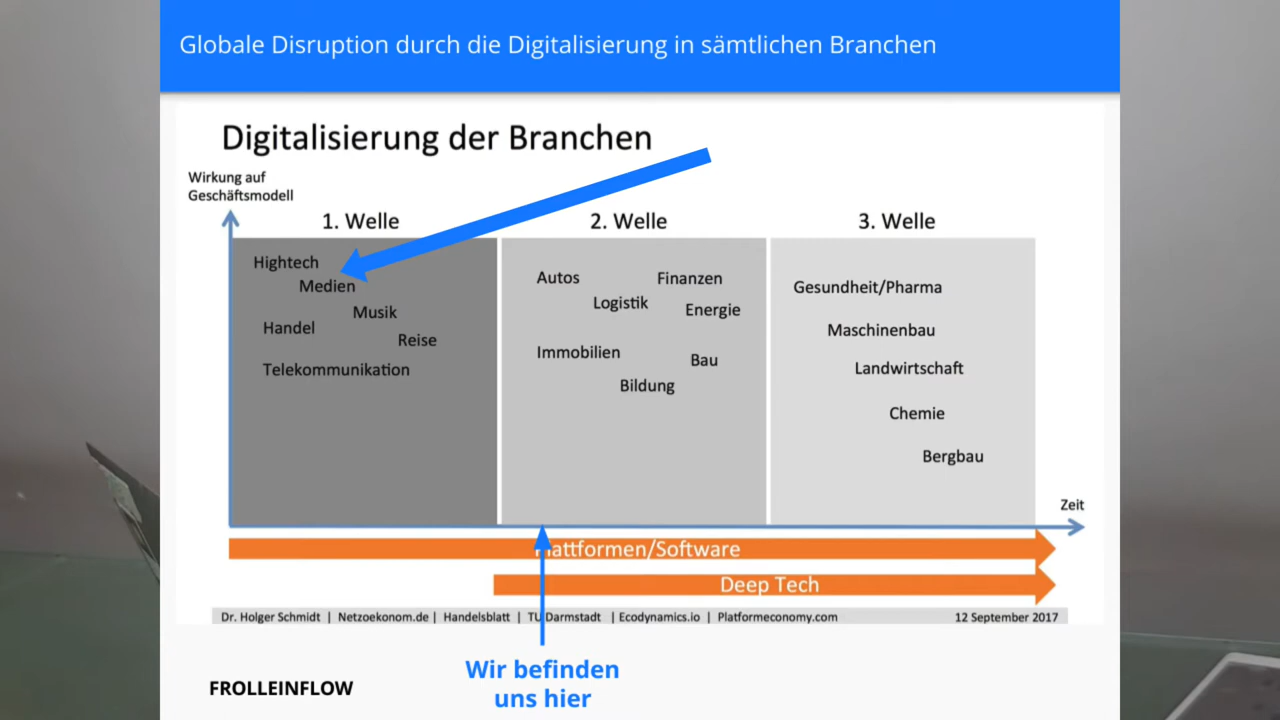 Globale Disruption durch die Digitalisierung in sämtlichen Branchen
Digitalisierung der Branchen
Wirkung auf
Geschäftsmodell
1. Welle
2. Welle
3. Welle
Hightech
Medien
Musik
Handel
Reise
Telekommunikation
Autos
Finanzen
Logistik
Energie
Immobilien
Bau
Bildung
Gesundheit/Pharma
Maschinenbau
Landwirtschaft
Chemie
Bergbau
Zeit
Plattformen/Software
Deep Tech
Dr. Holger Schmidt | Netzoekonom.de | Handelsblatt | TU Darmstadt | Ecodynamics.io | Platformeconomy.com 12 September 2017
Wir befinden
uns hier
FROLLEINFLOW